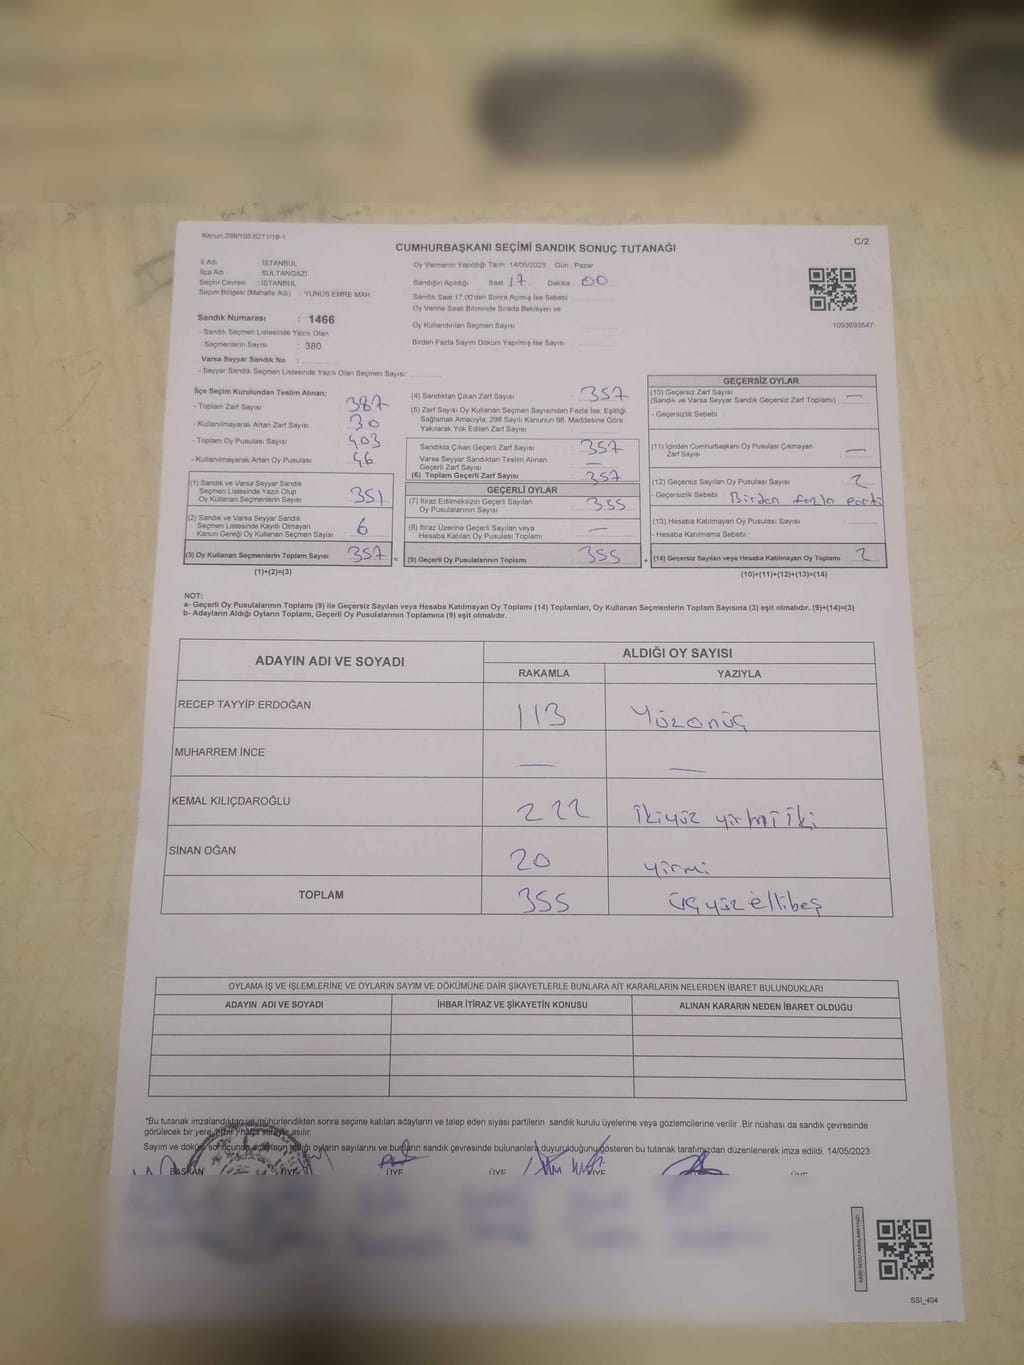 Kanun,298/105;6271/18-1
CUMHURBAŞKANI SEÇİMİ SANDIK SONUÇ TUTANAĞI
C/2
İl Adı : İSTANBUL
İlçe Adı : SULTANGAZİ
Seçim Çevresi : İSTANBUL
Seçim Bölgesi (Mahalle Adı) : YUNUS EMRE MAH.
Sandık Numarası : 1466
- Sandık Seçmen Listesinde Yazılı Olan
Seçmenlerin Sayısı : 380
Varsa Seyyar Sandık No :
- Seyyar Sandık Seçmen Listesinde Yazılı Olan Seçmen Sayısı:
Oy Vermenin Yapıldığı Tarih : 14/05/2023 Gün : Pazar
Sandığın Açıldığı Saat 17 Dakika 00
Sandık Saat 17:00'den Sonra Açılmış İse Sebebi
Oy Verme Saati Bitiminde Sırada Bekleyen ve
Oy Kullandırılan Seçmen Sayısı
Birden Fazla Sayım Döküm Yapılmış İse Sayısı
1093693547
İlçe Seçim Kurulundan Teslim Alınan;
- Toplam Zarf Sayısı 387
- Kullanılmayarak Artan Zarf Sayısı 30
- Toplam Oy Pusulası Sayısı 403
- Kullanılmayarak Artan Oy Pusulası 46
(1) Sandık ve Varsa Seyyar Sandık
Seçmen Listesinde Yazılı Olup
Oy Kullanan Seçmenlerin Sayısı 351
(2) Sandık ve Varsa Seyyar Sandık
Seçmen Listesinde Kayıtlı Olmayan
Kanun Gereği Oy Kullanan Seçmen Sayısı 6
(3) Oy Kullanan Seçmenlerin Toplam Sayısı 357 =
(1)+(2)=(3)
(4) Sandıktan Çıkan Zarf Sayısı 357
(5) Zarf Sayısı Oy Kullanan Seçmen Sayısından Fazla İse, Eşitliği
Sağlamak Amacıyla, 298 Sayılı Kanunun 98. Maddesine Göre
Yakılarak Yok Edilen Zarf Sayısı
Sandıkta Çıkan Geçerli Zarf Sayısı 357
Varsa Seyyar Sandıktan Teslim Alınan
Geçerli Zarf Sayısı —
(6) Toplam Geçerli Zarf Sayısı 357
GEÇERLİ OYLAR
(7) İtiraz Edilmeksizin Geçerli Sayılan
Oy Pusulalarının Sayısı 355
(8) İtiraz Üzerine Geçerli Sayılan veya
Hesaba Katılan Oy Pusulası Toplamı —
(9) Geçerli Oy Pusulalarının Toplamı 355 +
GEÇERSİZ OYLAR
(10) Geçersiz Zarf Sayısı
(Sandık ve Varsa Seyyar Sandık Geçersiz Zarf Toplamı) —
- Geçersizlik Sebebi :
(11) İçinden Cumhurbaşkanı Oy Pusulası Çıkmayan
Zarf Sayısı —
(12) Geçersiz Sayılan Oy Pusulası Sayısı 2
- Geçersizlik Sebebi : Birden fazla parti
(13) Hesaba Katılmayan Oy Pusulası Sayısı
- Hesaba Katılmama Sebebi :
(14) Geçersiz Sayılan veya Hesaba Katılmayan Oy Toplamı 2
(10)+(11)+(12)+(13)=(14)
NOT:
a- Geçerli Oy Pusulalarının Toplamı (9) ile Geçersiz Sayılan veya Hesaba Katılmayan Oy Toplamı (14) Toplamları, Oy Kullanan Seçmenlerin Toplam Sayısına (3) eşit olmalıdır. (9)+(14)=(3)
b- Adayların Aldığı Oyların Toplamı, Geçerli Oy Pusulalarının Toplamına (9) eşit olmalıdır.
ADAYIN ADI VE SOYADI ALDIĞI OY SAYISI
RAKAMLA YAZIYLA
RECEP TAYYİP ERDOĞAN 113 Yüzonüç
MUHARREM İNCE — —
KEMAL KILIÇDAROĞLU 222 İkiyüz yirmi iki
SİNAN OĞAN 20 yirmi
TOPLAM 355 üçyüz ellibeş
OYLAMA İŞ VE İŞLEMLERİNE VE OYLARIN SAYIM VE DÖKÜMÜNE DAİR ŞİKAYETLERLE BUNLARA AİT KARARLARIN NELERDEN İBARET BULUNDUKLARI
ADAYIN ADI VE SOYADI İHBAR İTİRAZ VE ŞİKAYETİN KONUSU ALINAN KARARIN NEDEN İBARET OLDUĞU
*Bu tutanak imzalandıktan ve mühürlendikten sonra seçime katılan adayların ve talep eden siyasi partilerin sandık kurulu üyelerine veya gözlemcilerine verilir. Bir nüshası da sandık çevresinde
görülecek bir yere, 1 (bir) hafta süreyle asılır.
Sayım ve döküm sonucunda adayların aldığı oyların sayılarını ve bunların sandık çevresinde bulunanlara duyurulduğunu gösteren bu tutanak tarafımızdan düzenlenerek imza edildi. 14/05/2023
BAŞKAN ÜYE ÜYE ÜYE ÜYE
SSI_404